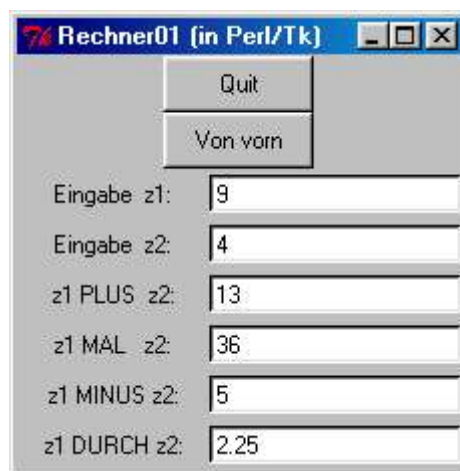 Rechner01 (in Perl/Tk)
Quit
Von vorn
Eingabe z1: 9
Eingabe z2: 4
z1 PLUS z2: 13
z1 MAL z2: 36
z1 MINUS z2: 5
z1 DURCH z2: 2.25